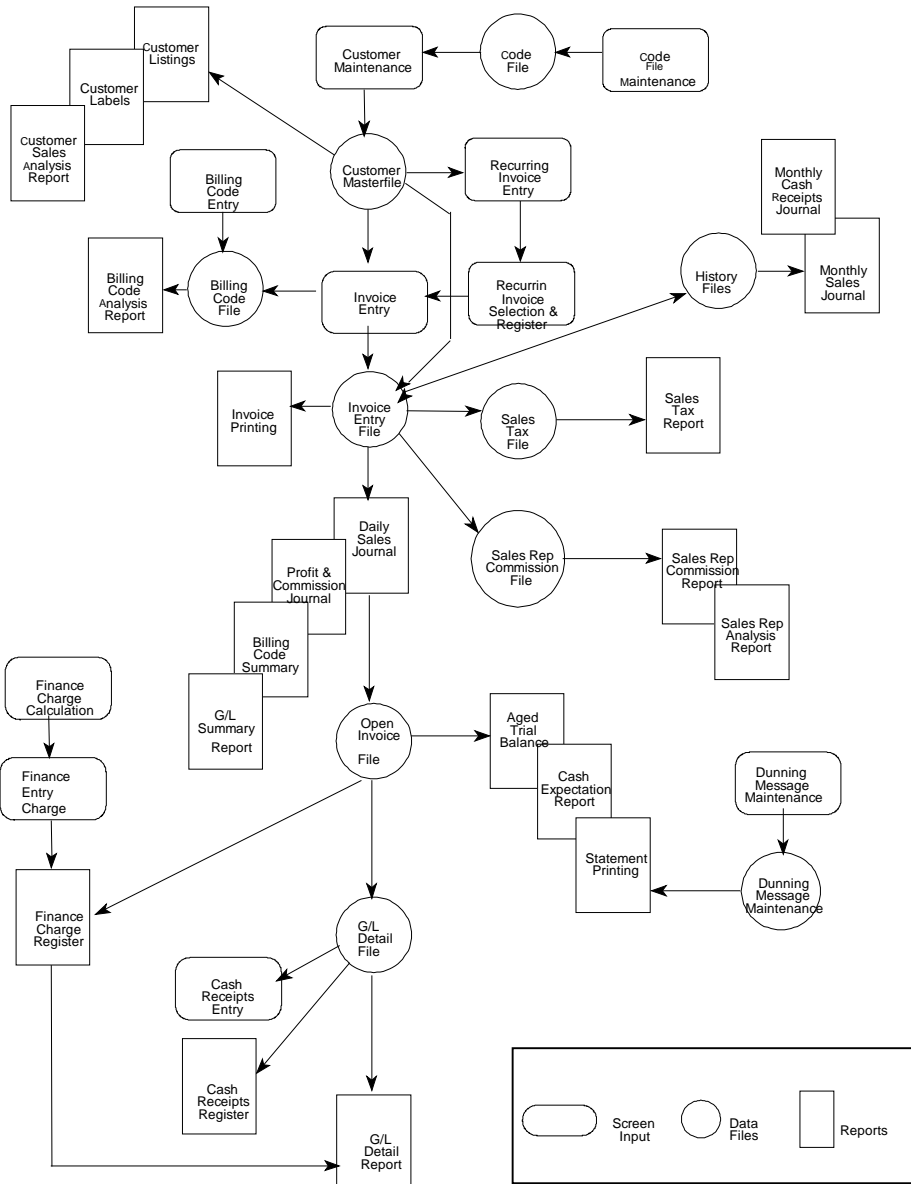 Customer
Listings
Customer
Labels
Customer
Sales
Analysis
Report
Customer
Maintenance
Code
File
Code
File
Maintenance
Billing
Code
Entry
Customer
Masterfile
Recurring
Invoice
Entry
Monthly
Cash
Receipts
Journal
Monthly
Sales
Journal
Billing
Code
Analysis
Report
Billing
Code
File
Invoice
Entry
Recurrin
Invoice
Selection &
Register
History
Files
Invoice
Printing
Invoice
Entry
File
Sales
Tax
File
Sales
Tax
Report
Daily
Sales
Journal
Profit &
Commission
Journal
Billing
Code
Summary
G/L
Summary
Report
Sales Rep
Commission
File
Sales Rep
Commission
Report
Sales Rep
Analysis
Report
Finance
Charge
Calculation
Finance
Entry
Charge
Open
Invoice
File
Aged
Trial
Balance
Cash
Expectation
Report
Statement
Printing
Dunning
Message
Maintenance
Dunning
Message
Maintenance
Finance
Charge
Register
G/L
Detail
File
Cash
Receipts
Entry
Cash
Receipts
Register
G/L
Detail
Report
Screen
Input
Data
Files
Reports